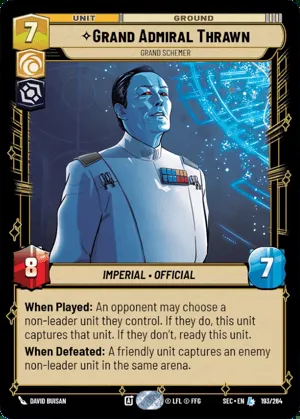 7
UNIT
GROUND
✧GRAND ADMIRAL THRAWN
GRAND SCHEMER
8
7
IMPERIAL • OFFICIAL
When Played: An opponent may choose a
non-leader unit they control. If they do, this unit
captures that unit. If they don't, ready this unit.
When Defeated: A friendly unit captures an enemy
non-leader unit in the same arena.
DAVID BUISAN
© LFL © FFG
SEC • EN
193/264